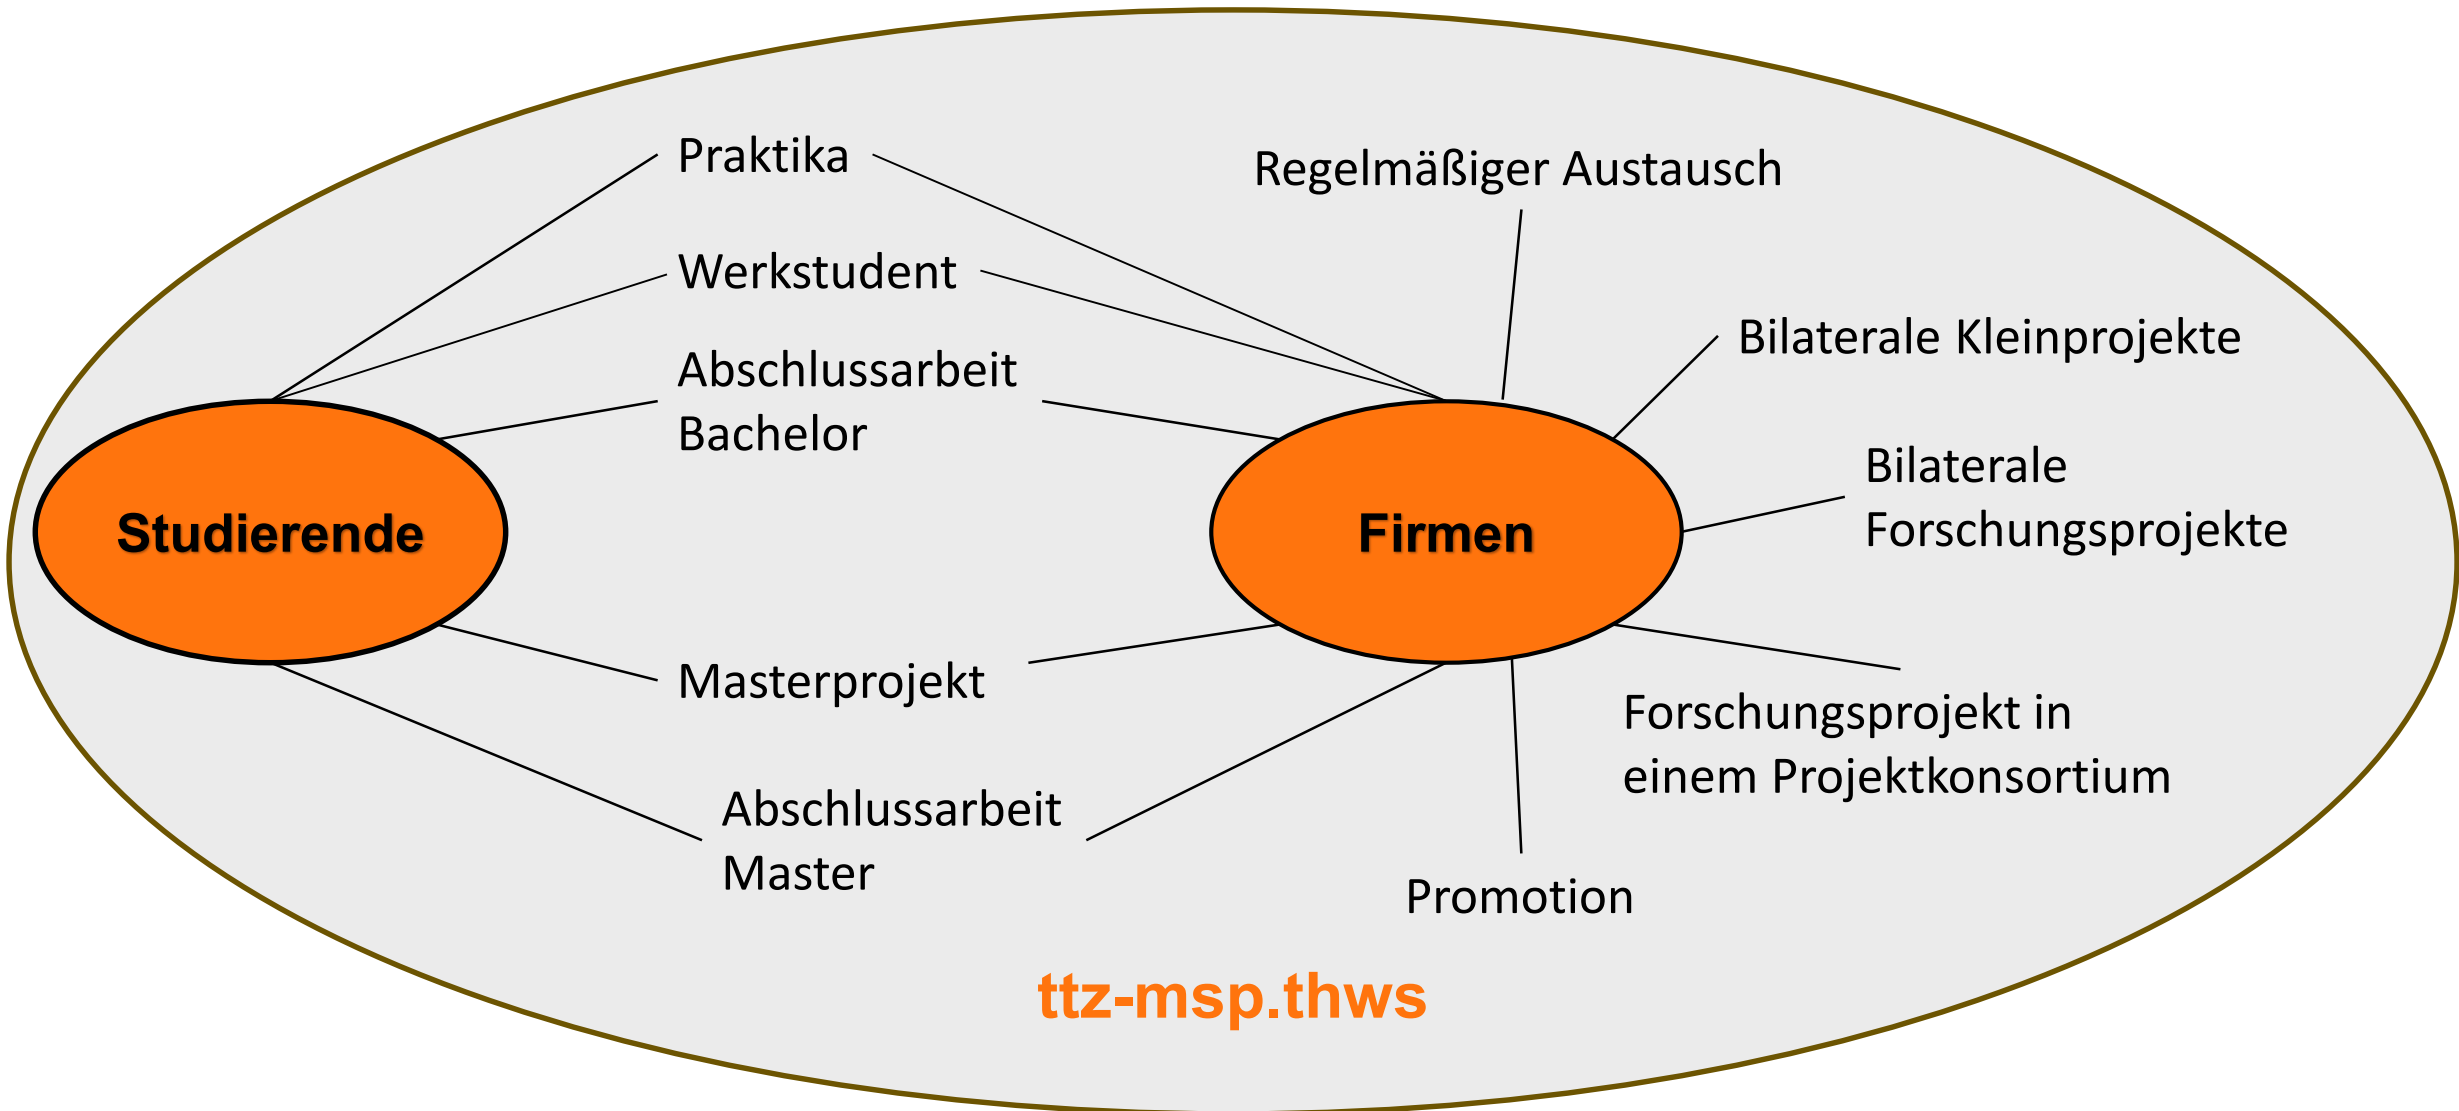 Praktika
Regelmäßiger Austausch
Werkstudent
Bilaterale Kleinprojekte
Abschlussarbeit
Bachelor
Bilaterale
Forschungsprojekte
Studierende
Firmen
Masterprojekt
Forschungsprojekt in
einem Projektkonsortium
Abschlussarbeit
Master
Promotion
ttz-msp.thws